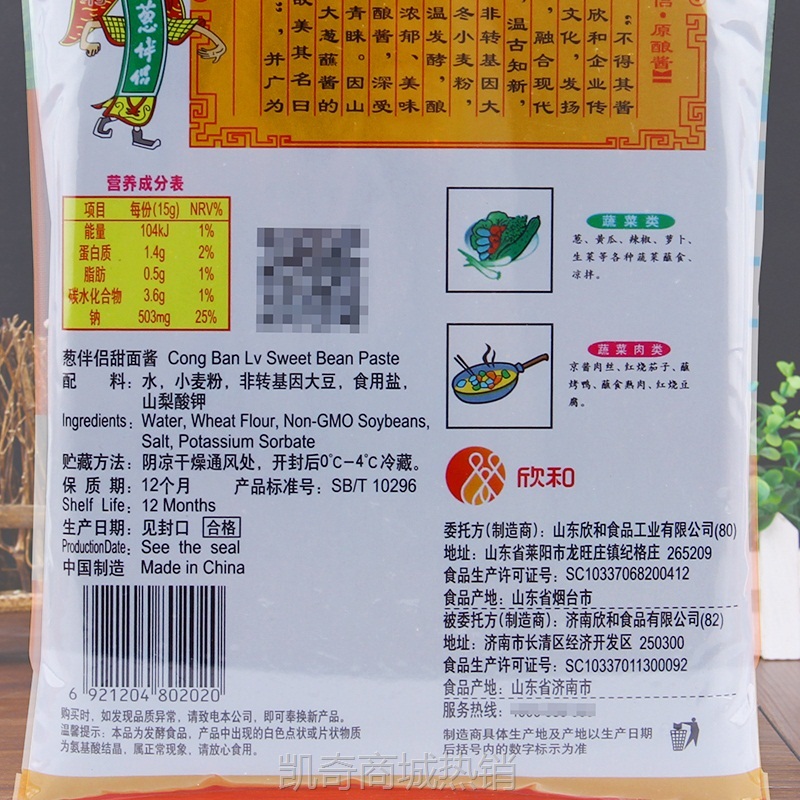 葱伴侣
信·原酿酱
“不得其酱
欣和企业传
文化，发扬
，融合现代
温古知新，
非转基因大
冬小麦粉，
温发酵，酿
浓郁、美味
酿酱，深受
青睐。因山
大葱蘸酱的
故美其名曰
”，并广为
营养成分表
项目 每份(15g) NRV%
能量 104kJ 1%
蛋白质 1.4g 2%
脂肪 0.5g 1%
碳水化合物 3.6g 1%
钠 503mg 25%
葱伴侣甜面酱 Cong Ban Lv Sweet Bean Paste
配 料：水，小麦粉，非转基因大豆，食用盐，
山梨酸钾
Ingredients: Water, Wheat Flour, Non-GMO Soybeans,
Salt, Potassium Sorbate
贮藏方法：阴凉干燥通风处，开封后0℃-4℃冷藏。
保 质 期：12个月 产品标准号：SB/T 10296
Shelf Life: 12 Months
生产日期：见封口 合格
Production Date: See the seal
中国制造 Made in China
6 921204 802020
购买时，如发现品质异常，请致电本公司，即可奉换新产品。
温馨提示：本品为发酵食品，产品中出现的白色点状或片状物质
为氨基酸结晶，属正常现象，请放心食用。
蔬菜类
葱、黄瓜、辣椒、萝卜、
生菜等各种蔬菜蘸食、
凉拌。
蔬菜肉类
京酱肉丝、红烧茄子、蘸
烤鸭、蘸食熟肉、红烧豆
腐。
欣和
委托方(制造商)：山东欣和食品工业有限公司(80)
地址：山东省莱阳市龙旺庄镇纪格庄 265209
食品生产许可证号：SC10337068200412
食品产地：山东省烟台市
被委托方(制造商)：济南欣和食品有限公司(82)
地址：济南市长清区经济开发区 250300
食品生产许可证号：SC10337011300092
食品产地：山东省济南市
服务热线：
制造商具体生产地及产地以生产日期
后括号内的数字标示为准
凯奇商城热销